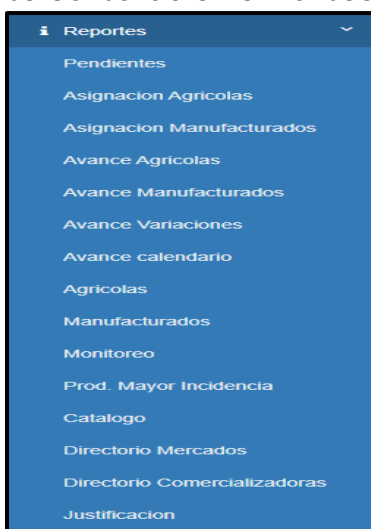 Reportes
Pendientes
Asignacion Agricolas
Asignacion Manufacturados
Avance Agricolas
Avance Manufacturados
Avance Variaciones
Avance calendario
Agricolas
Manufacturados
Monitoreo
Prod. Mayor Incidencia
Catalogo
Directorio Mercados
Directorio Comercializadoras
Justificacion